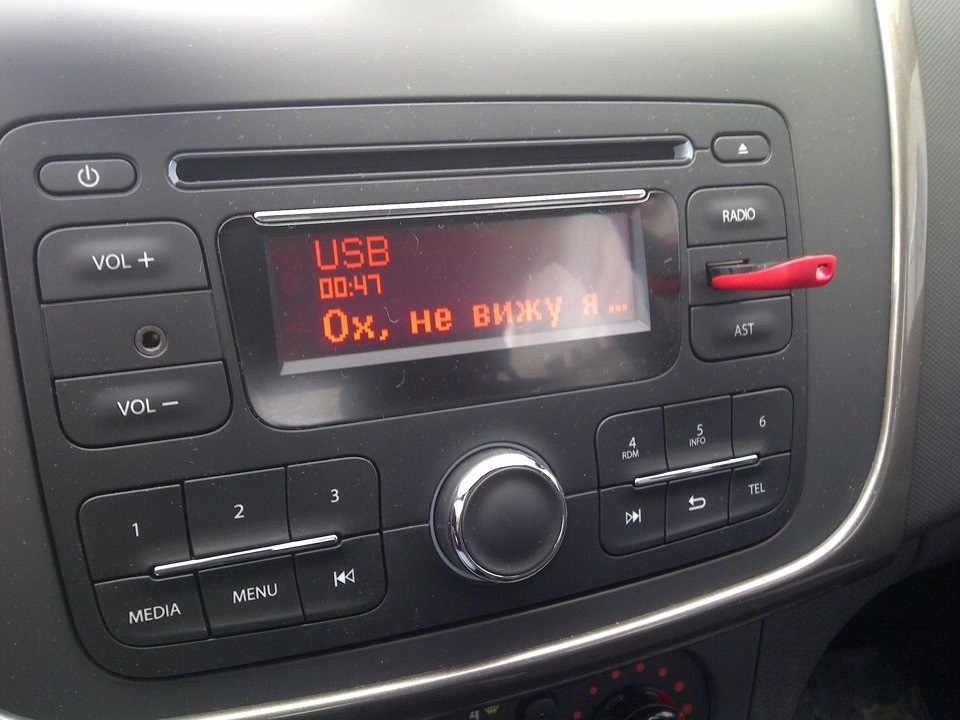 VOL +
VOL −
USB
00:47
Ох, не вижу я...
RADIO
AST
1
2
3
MEDIA
MENU
4
RDM
5
INFO
6
TEL